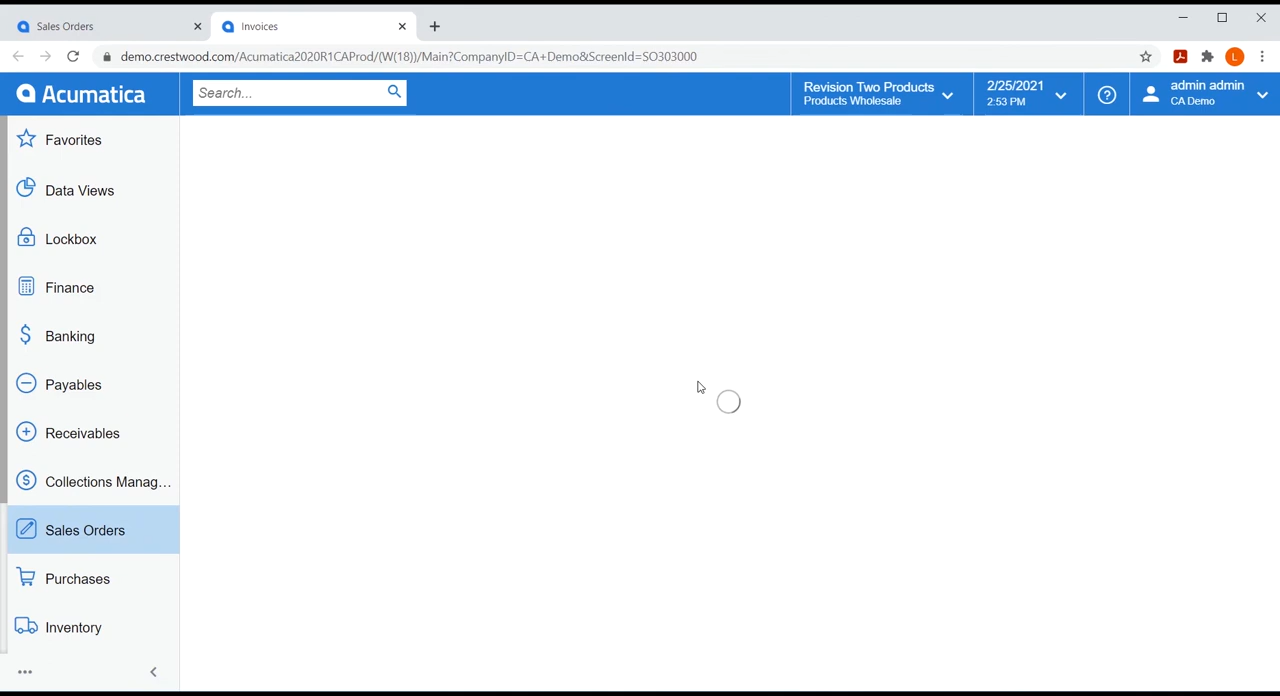 Sales Orders
Invoices
demo.crestwood.com/Acumatica2020R1CAProd/(W(18))/Main?CompanyID=CA+Demo&ScreenId=SO303000
L
Acumatica
Search...
Revision Two Products
Products Wholesale
2/25/2021
2:53 PM
?
admin admin
CA Demo
Favorites
Data Views
Lockbox
Finance
Banking
Payables
Receivables
Collections Manag...
Sales Orders
Purchases
Inventory